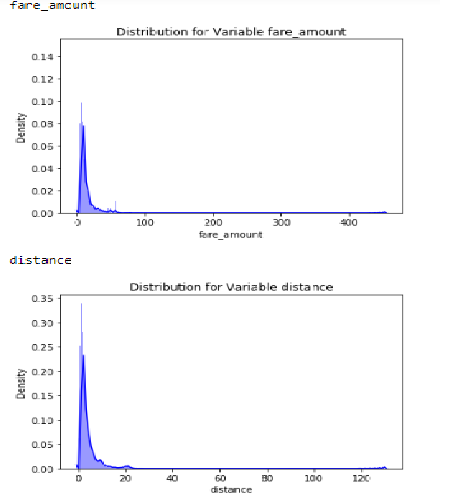 fare_amount
Distribution for Variable fare_amount
0.14
0.12
0.10
0.08
0.06
0.04
0.02
0.00
Density
0 100 200 300 400
fare_amount
distance
Distribution for Variable distance
0.35
0.30
0.25
0.20
0.15
0.10
0.05
0.00
Density
0 20 40 60 80 100 120
distance